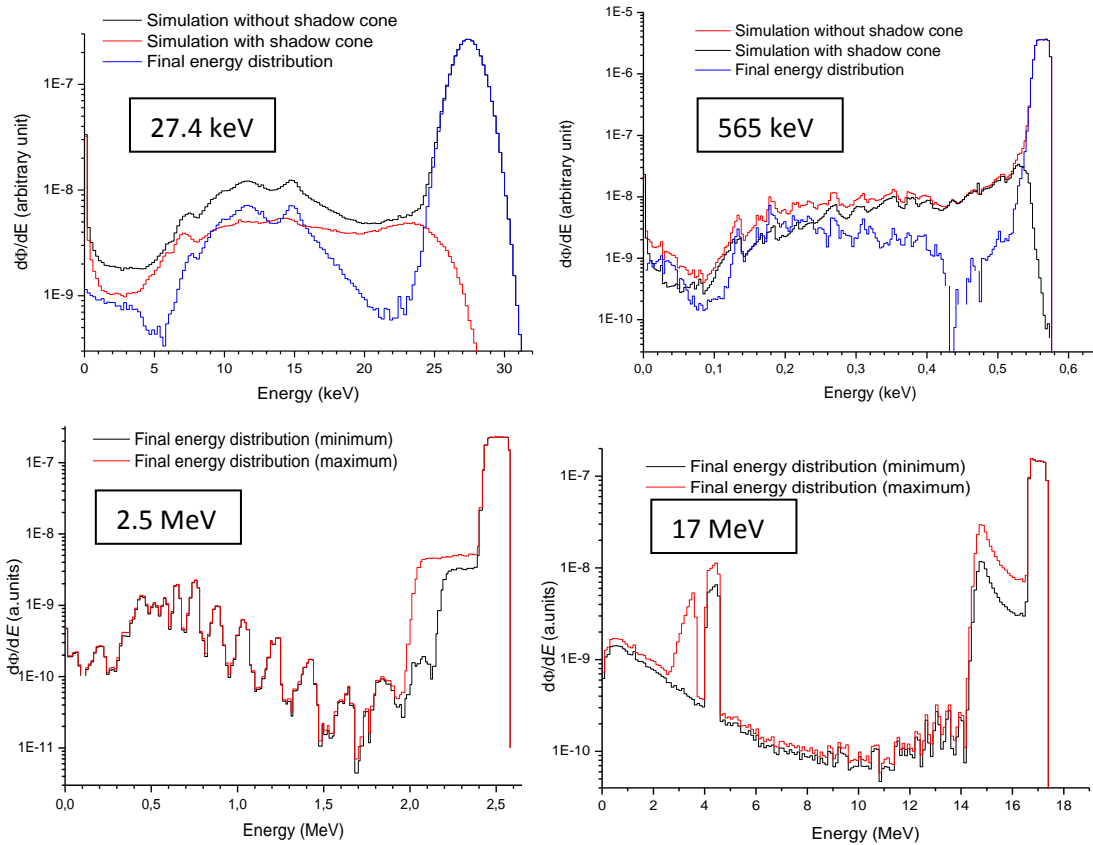 Simulation without shadow cone
Simulation with shadow cone
Final energy distribution
27.4 keV
1E-7
1E-8
1E-9
dΦ/dE (arbitrary unit)
0 5 10 15 20 25 30
Energy (keV)
Simulation without shadow cone
Simulation with shadow cone
Final energy distribution
565 keV
1E-5
1E-6
1E-7
1E-8
1E-9
1E-10
dΦ/dE (arbitrary unit)
0,0 0,1 0,2 0,3 0,4 0,5 0,6
Energy (keV)
Final energy distribution (minimum)
Final energy distribution (maximum)
2.5 MeV
1E-7
1E-8
1E-9
1E-10
1E-11
dΦ/dE (a.units)
0,0 0,5 1,0 1,5 2,0 2,5
Energy (MeV)
Final energy distribution (minimum)
Final energy distribution (maximum)
17 MeV
1E-7
1E-8
1E-9
1E-10
dΦ/dE (a.units)
0 2 4 6 8 10 12 14 16 18
Energy (MeV)